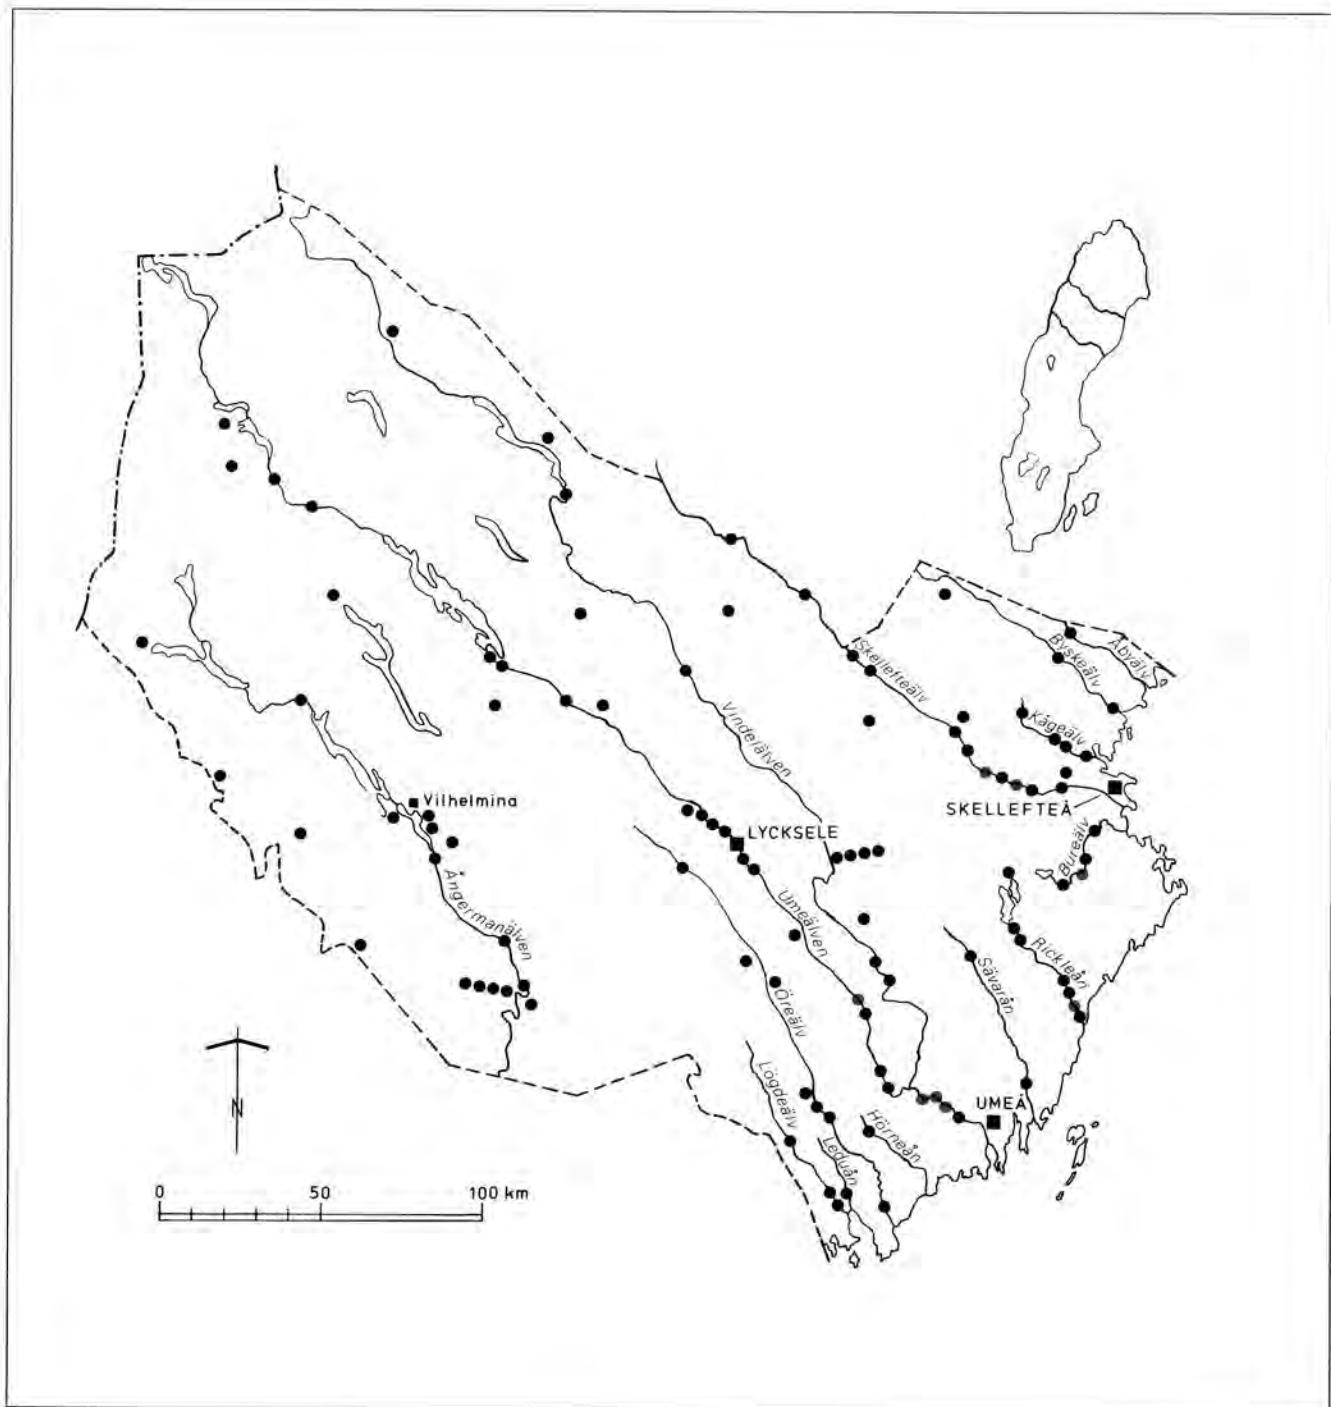 Åbyälv
Byskeälv
Skellefteälv
Kågeälv
Vindelälven
SKELLEFTEÅ
Vilhelmina
LYCKSELE
Bureälv
Ångermanälven
Umeälven
Rickleån
Sävarån
Öreälv
Lögdeälv
UMEÅ
Hörneån
Leduån
N
0 50 100 km